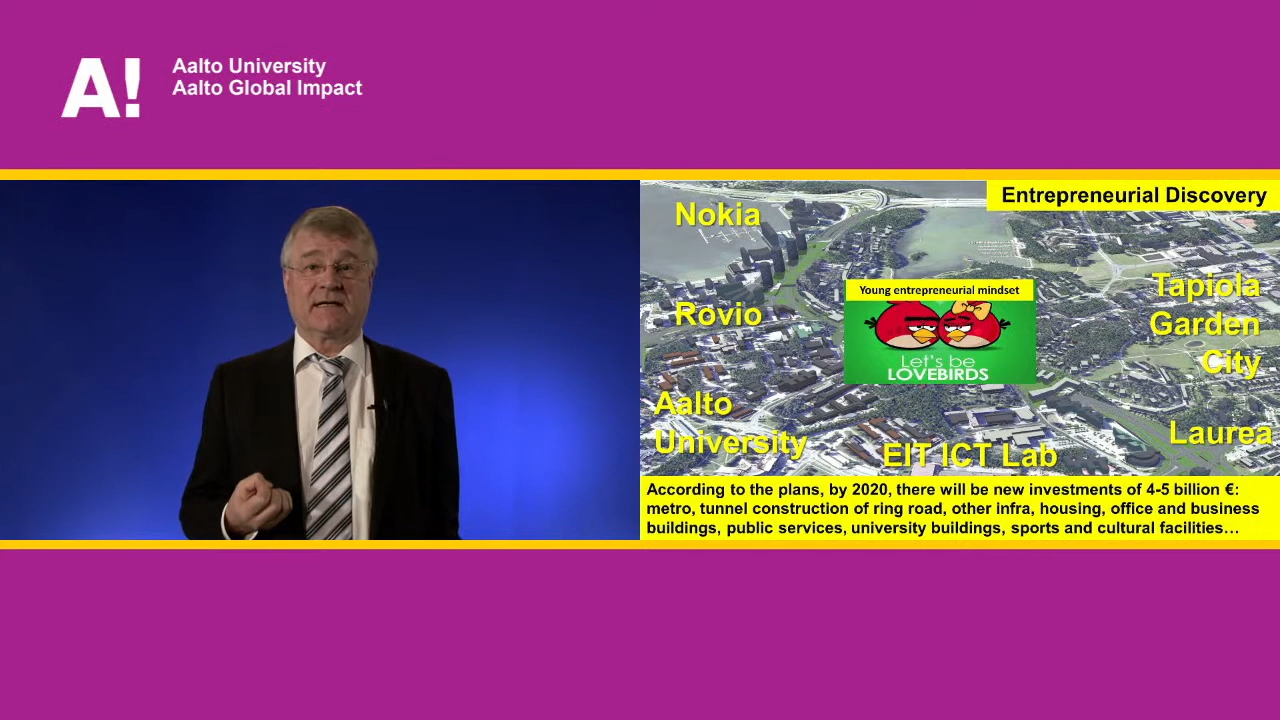 A!
Aalto University
Aalto Global Impact
Entrepreneurial Discovery
Nokia
Tapiola
Garden
City
Young entrepreneurial mindset
Rovio
Let's be
LOVEBIRDS
Aalto
University
Laurea
EIT ICT Lab
According to the plans, by 2020, there will be new investments of 4-5 billion €:
metro, tunnel construction of ring road, other infra, housing, office and business
buildings, public services, university buildings, sports and cultural facilities…